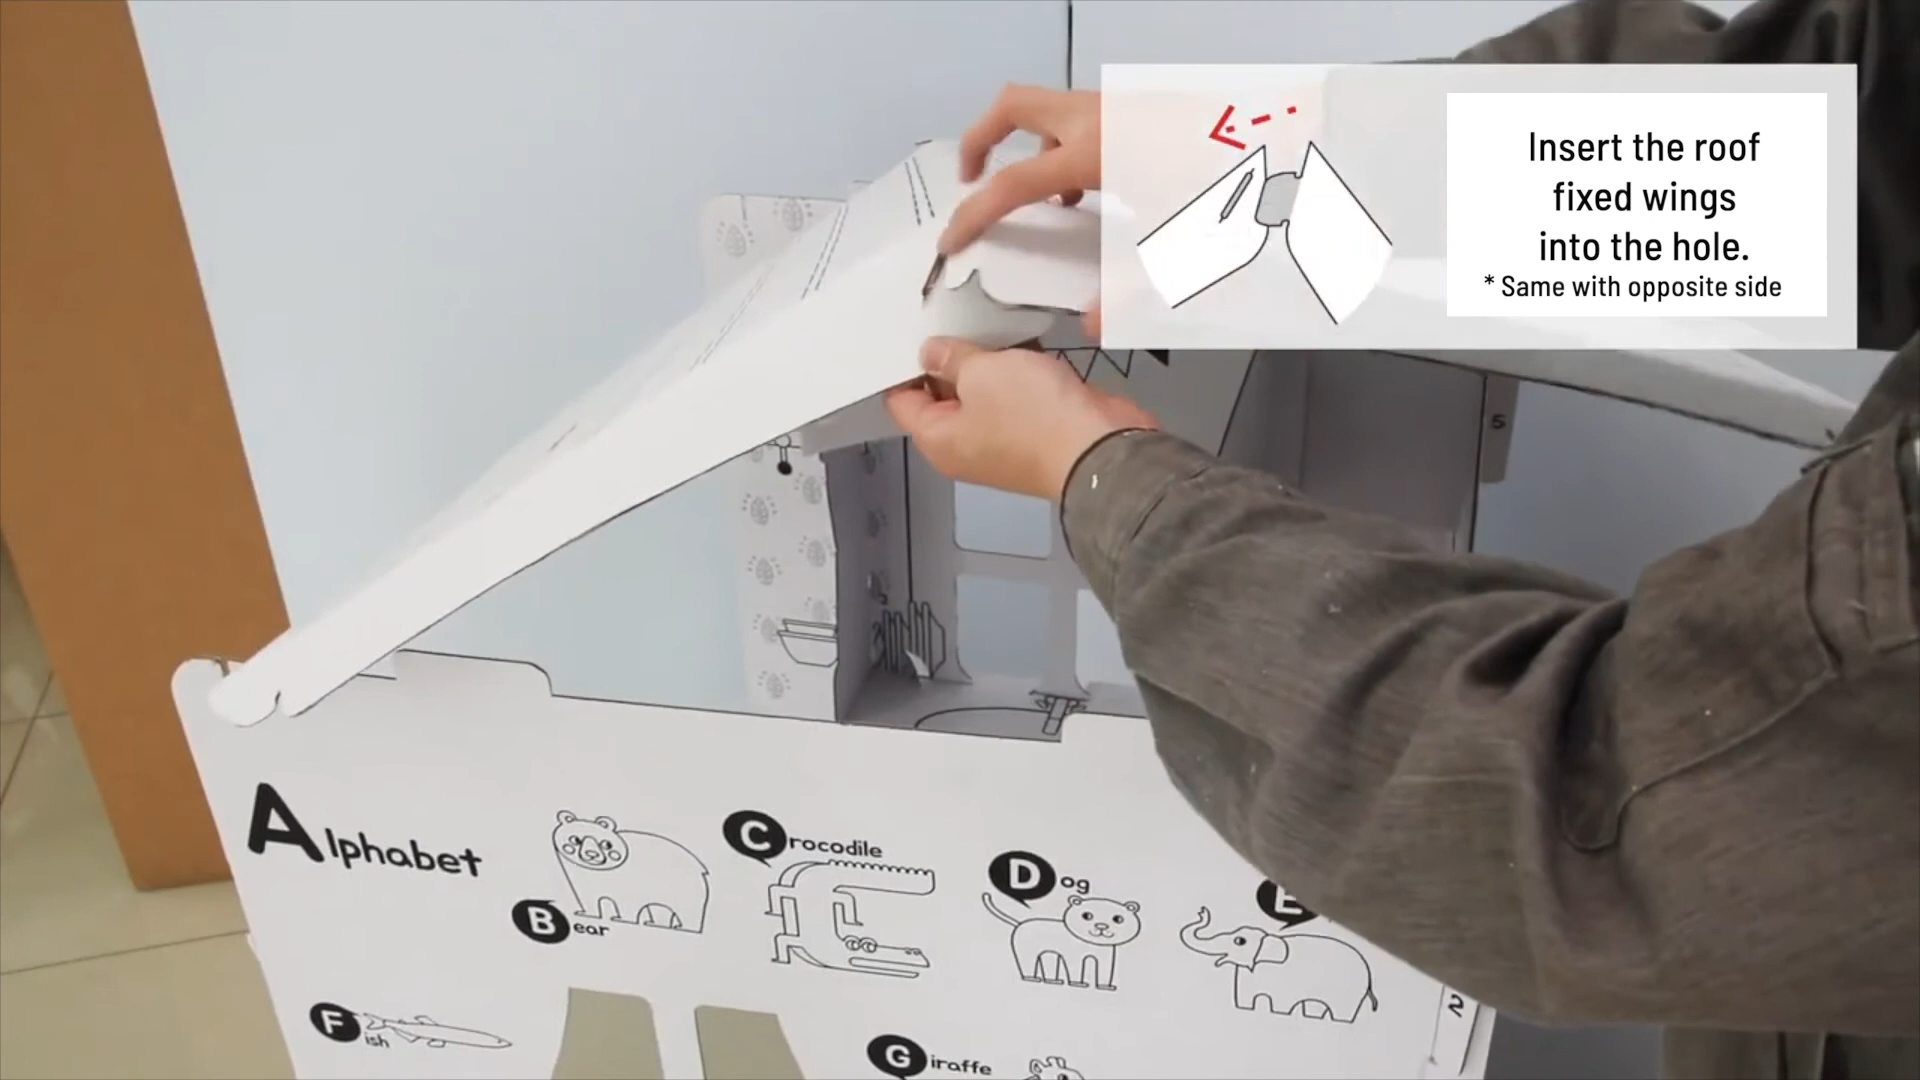 Insert the roof
fixed wings
into the hole.
* Same with opposite side
5
Alphabet
Bear
Crocodile
Dog
E
Fish
Giraffe
2